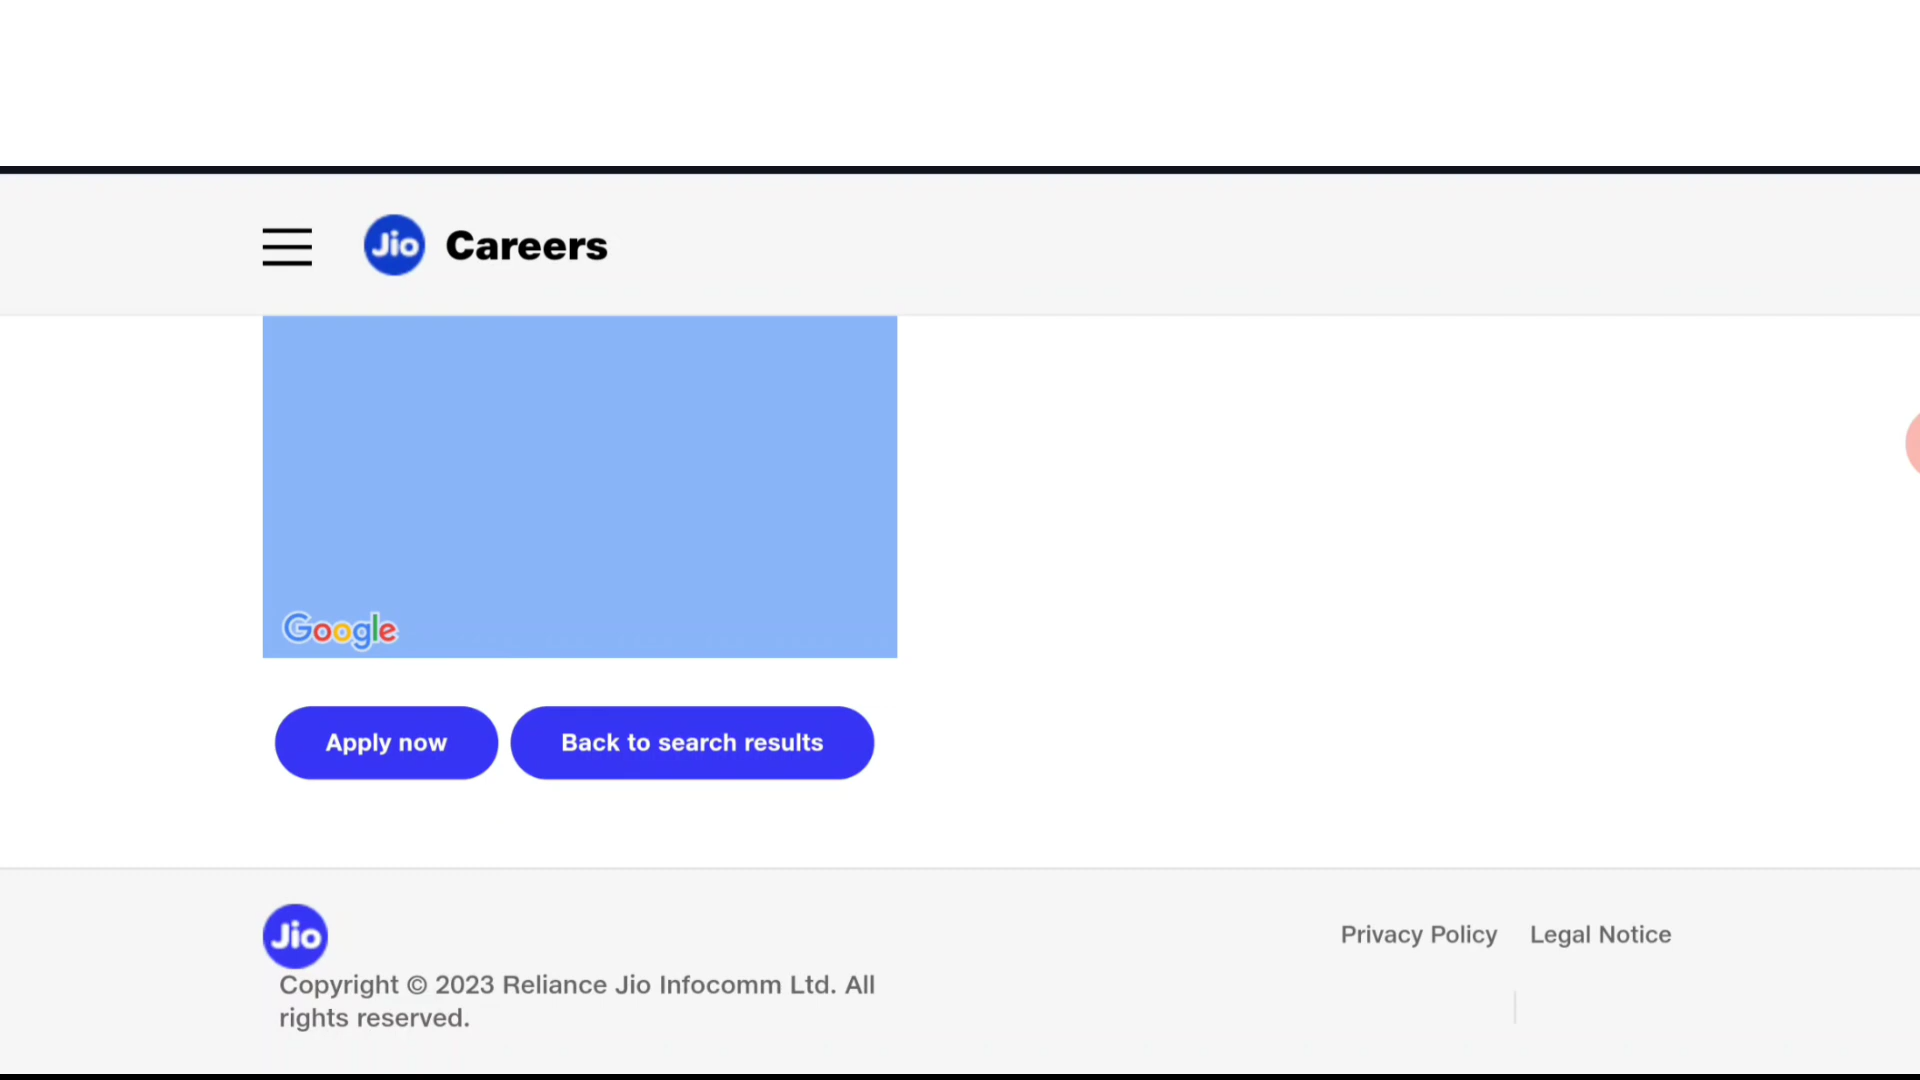 Jio Careers
Google
Apply now
Back to search results
Jio
Privacy Policy
Legal Notice
Copyright © 2023 Reliance Jio Infocomm Ltd. All
rights reserved.